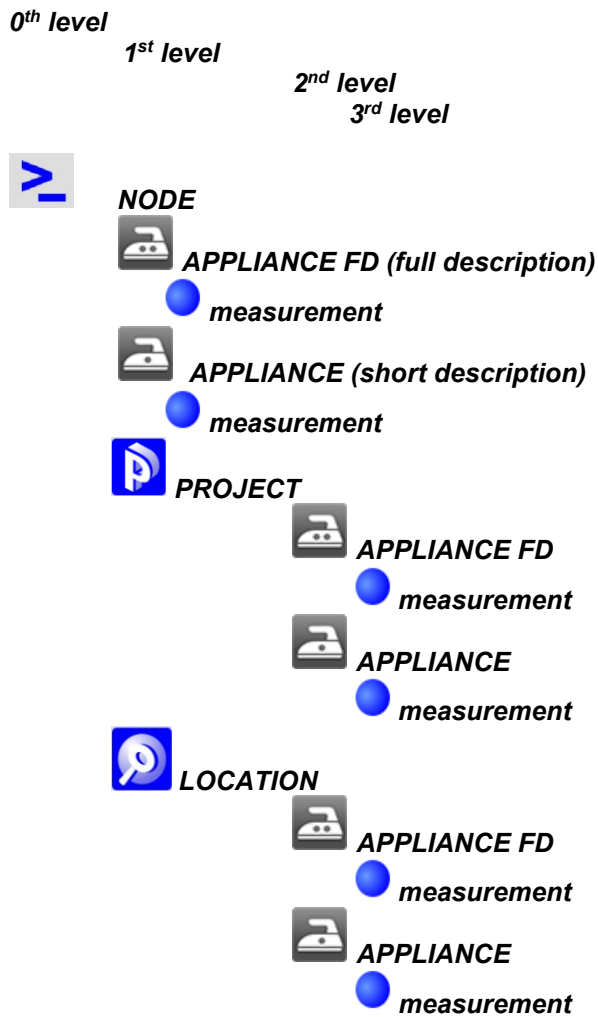 0th level
1st level
2nd level
3rd level
>_
NODE
APPLIANCE FD (full description)
measurement
APPLIANCE (short description)
measurement
PROJECT
APPLIANCE FD
measurement
APPLIANCE
measurement
LOCATION
APPLIANCE FD
measurement
APPLIANCE
measurement